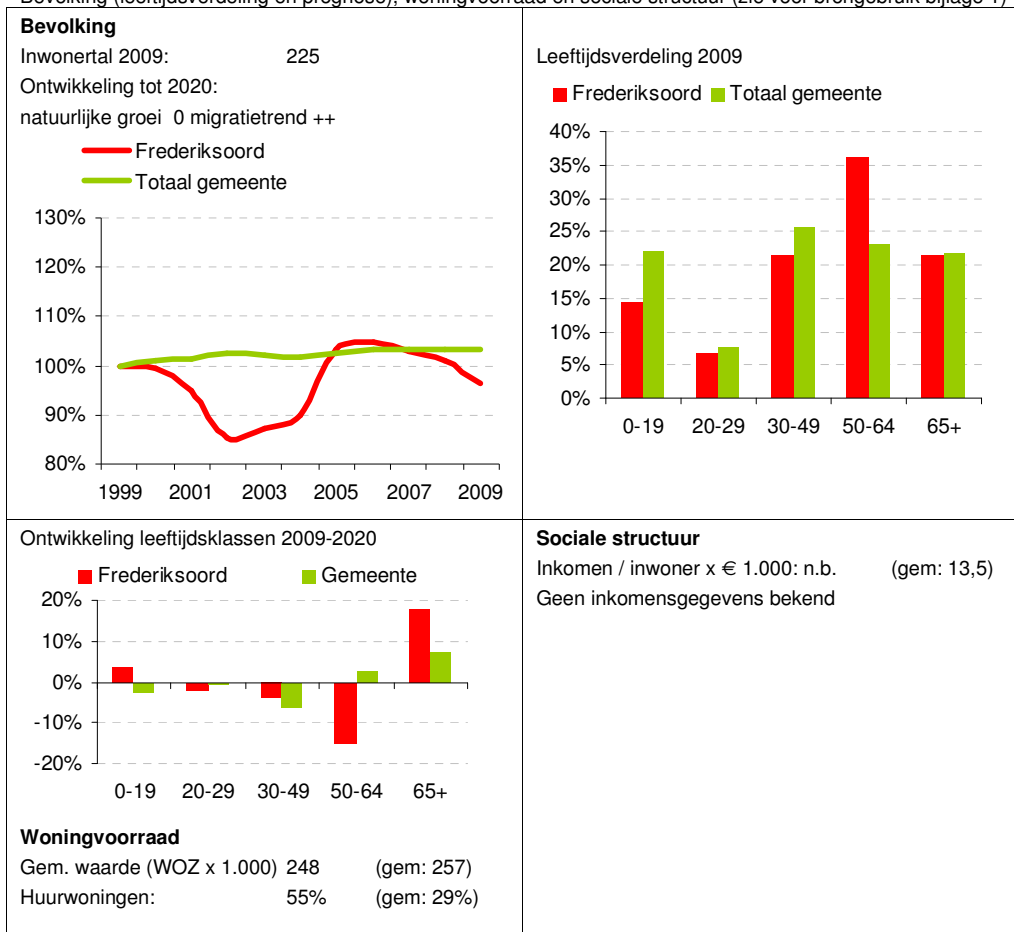 Bevolking
Inwonertal 2009: 225
Ontwikkeling tot 2020:
natuurlijke groei 0 migratietrend ++
Frederiksoord
Totaal gemeente
130%
120%
110%
100%
90%
80%
1999 2001 2003 2005 2007 2009
Leeftijdsverdeling 2009
Frederiksoord Totaal gemeente
40%
35%
30%
25%
20%
15%
10%
5%
0%
0-19 20-29 30-49 50-64 65+
Ontwikkeling leeftijdsklassen 2009-2020
Frederiksoord Gemeente
20%
10%
0%
-10%
-20%
0-19 20-29 30-49 50-64 65+
Woningvoorraad
Gem. waarde (WOZ x 1.000) 248 (gem: 257)
Huurwoningen: 55% (gem: 29%)
Sociale structuur
Inkomen / inwoner x € 1.000: n.b. (gem: 13,5)
Geen inkomensgegevens bekend